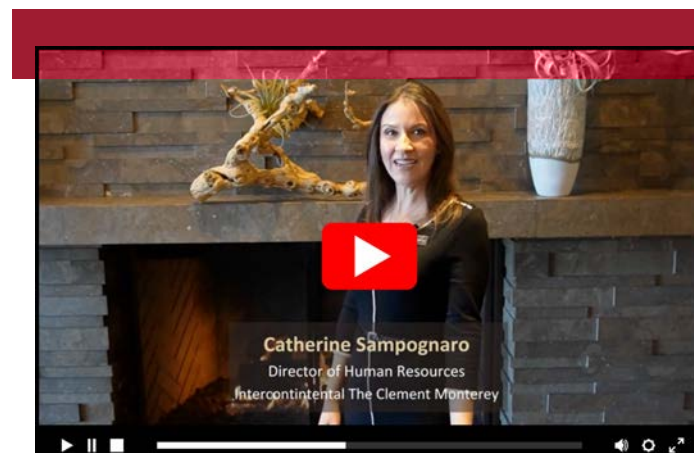 Catherine Sampognaro
Director of Human Resources
Intercontintental The Clement Monterey